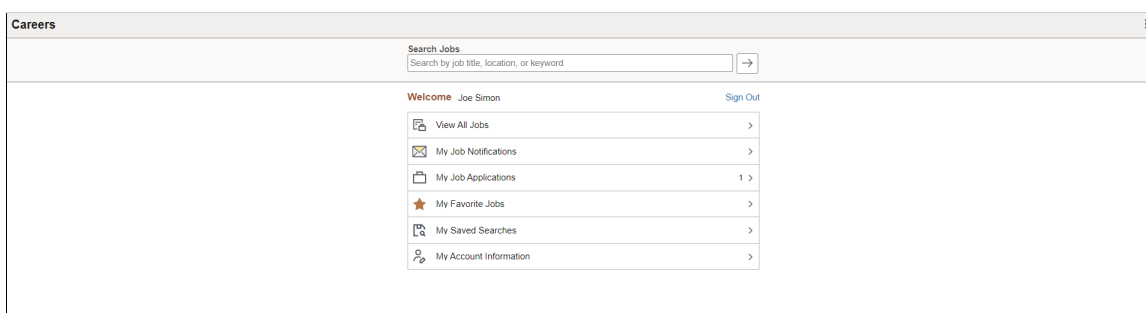 Careers
Search Jobs
Search by job title, location, or keyword
Welcome Joe Simon Sign Out
View All Jobs
My Job Notifications
My Job Applications 1
My Favorite Jobs
My Saved Searches
My Account Information